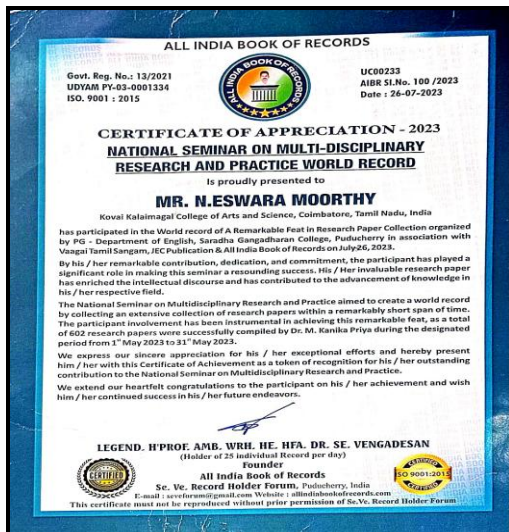 ALL INDIA BOOK OF RECORDS
Govt. Reg. No.: 13/2021
UDYAM PY-03-0001334
ISO. 9001 : 2015
ALL INDIA BOOK OF RECORDS
UC00233
AIBR SI.No. 100 /2023
Date : 26-07-2023
CERTIFICATE OF APPRECIATION - 2023
NATIONAL SEMINAR ON MULTI-DISCIPLINARY
RESEARCH AND PRACTICE WORLD RECORD
Is proudly presented to
MR. N.ESWARA MOORTHY
Kovai Kalaimagal College of Arts and Science, Coimbatore, Tamil Nadu, India
has participated in the World record of A Remarkable Feat in Research Paper Collection organized
by PG - Department of English, Saradha Gangadharan College, Puducherry in association with
Vaagai Tamil Sangam, JEC Publication & All India Book of Records on July-26, 2023.
By his / her remarkable contribution, dedication, and commitment, the participant has played a
significant role in making this seminar a resounding success. His / Her invaluable research paper
has enriched the intellectual discourse and has contributed to the advancement of knowledge in
his / her respective field.
The National Seminar on Multidisciplinary Research and Practice aimed to create a world record
by collecting an extensive collection of research papers within a remarkably short span of time.
The participant involvement has been instrumental in achieving this remarkable feat, as a total
of 602 research papers were successfully compiled by Dr. M. Kanika Priya during the designated
period from 1st May 2023 to 31st May 2023.
We express our sincere appreciation for his / her exceptional efforts and hereby present
him / her with this Certificate of Achievement as a token of recognition for his / her outstanding
contribution to the National Seminar on Multidisciplinary Research and Practice.
We extend our heartfelt congratulations to the participant on his / her achievement and wish
him / her continued success in his / her future endeavors.
LEGEND. H'PROF. AMB. WRH. HE. HFA. DR. SE. VENGADESAN
(Holder of 25 individual Record per day)
Founder
All India Book of Records
Se. Ve. Record Holder Forum, Puducherry, India
E-mail : seveforum@gmail.com Website : allindiabookofrecords.com
This certificate must not be reproduced without prior permission of Se.Ve. Record Holder Forum
CERTIFIED
CERTIFIED
ISO 9001:2015
CERTIFIED